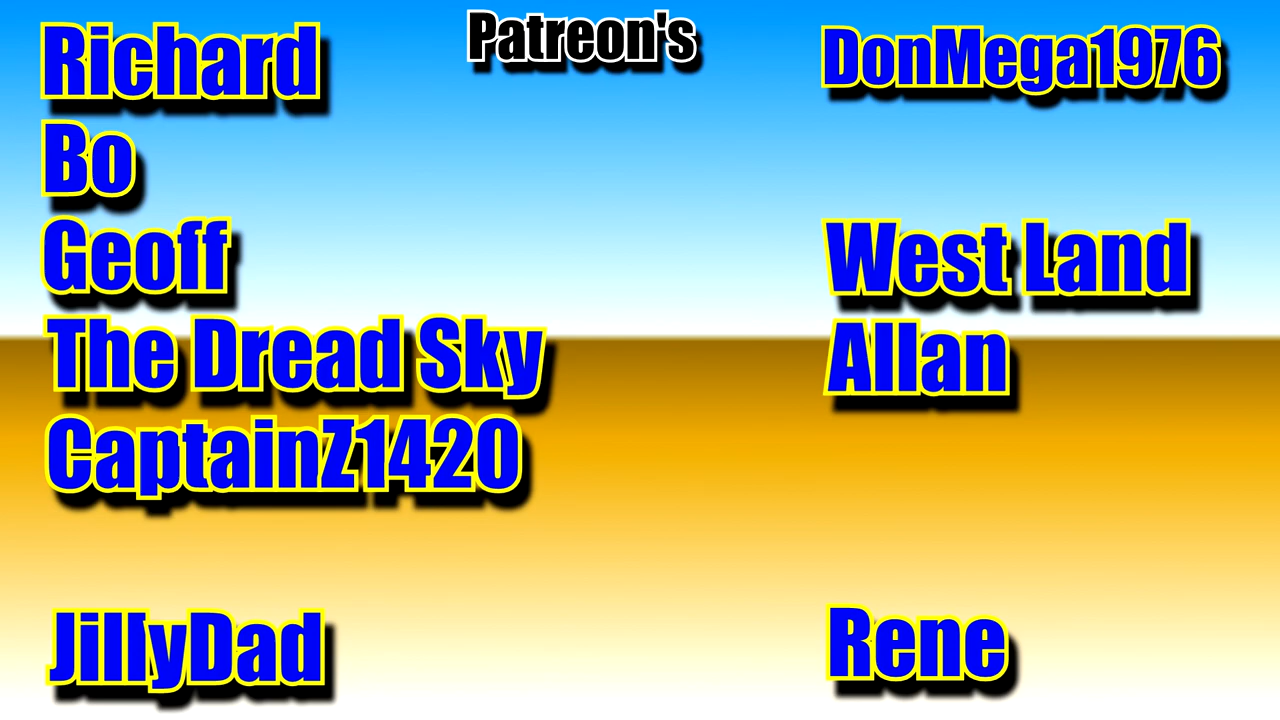 Patreon's
Richard
Bo
Geoff
The Dread Sky
CaptainZ1420
JillyDad
DonMega1976
West Land
Allan
Rene